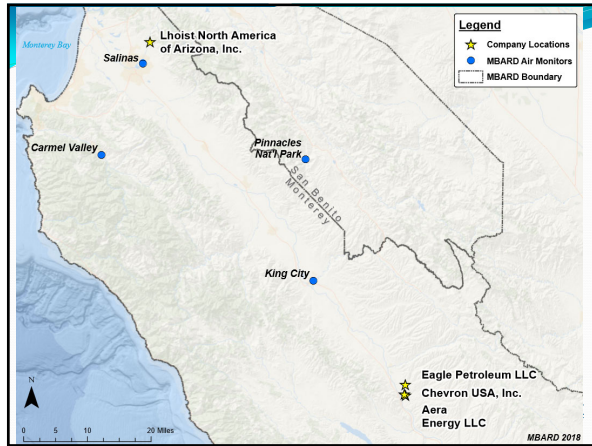 Monterey Bay
Lhoist North America
of Arizona, Inc.
Salinas
Legend
Company Locations
MBARD Air Monitors
MBARD Boundary
Carmel Valley
Pinnacles
Nat'l Park
San Benito
Monterey
King City
Eagle Petroleum LLC
Chevron USA, Inc.
Aera
Energy LLC
N
0 5 10 20 Miles
MBARD 2018